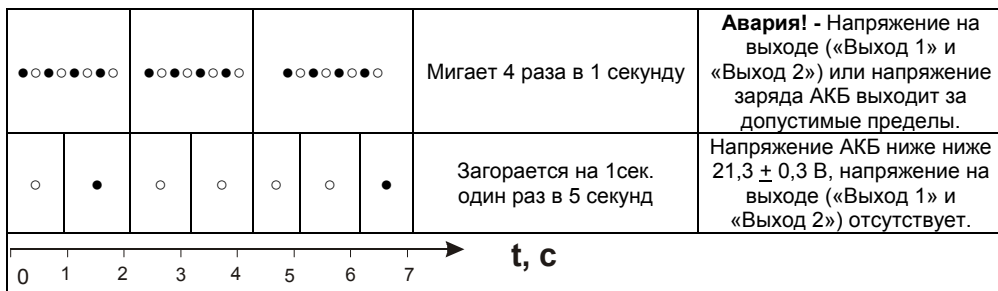 Мигает 4 раза в 1 секунду
Авария! - Напряжение на
выходе («Выход 1» и
«Выход 2») или напряжение
заряда АКБ выходит за
допустимые пределы.
Загорается на 1сек.
один раз в 5 секунд
Напряжение АКБ ниже ниже
21,3 ± 0,3 В, напряжение на
выходе («Выход 1» и
«Выход 2») отсутствует.
0 1 2 3 4 5 6 7 t, с